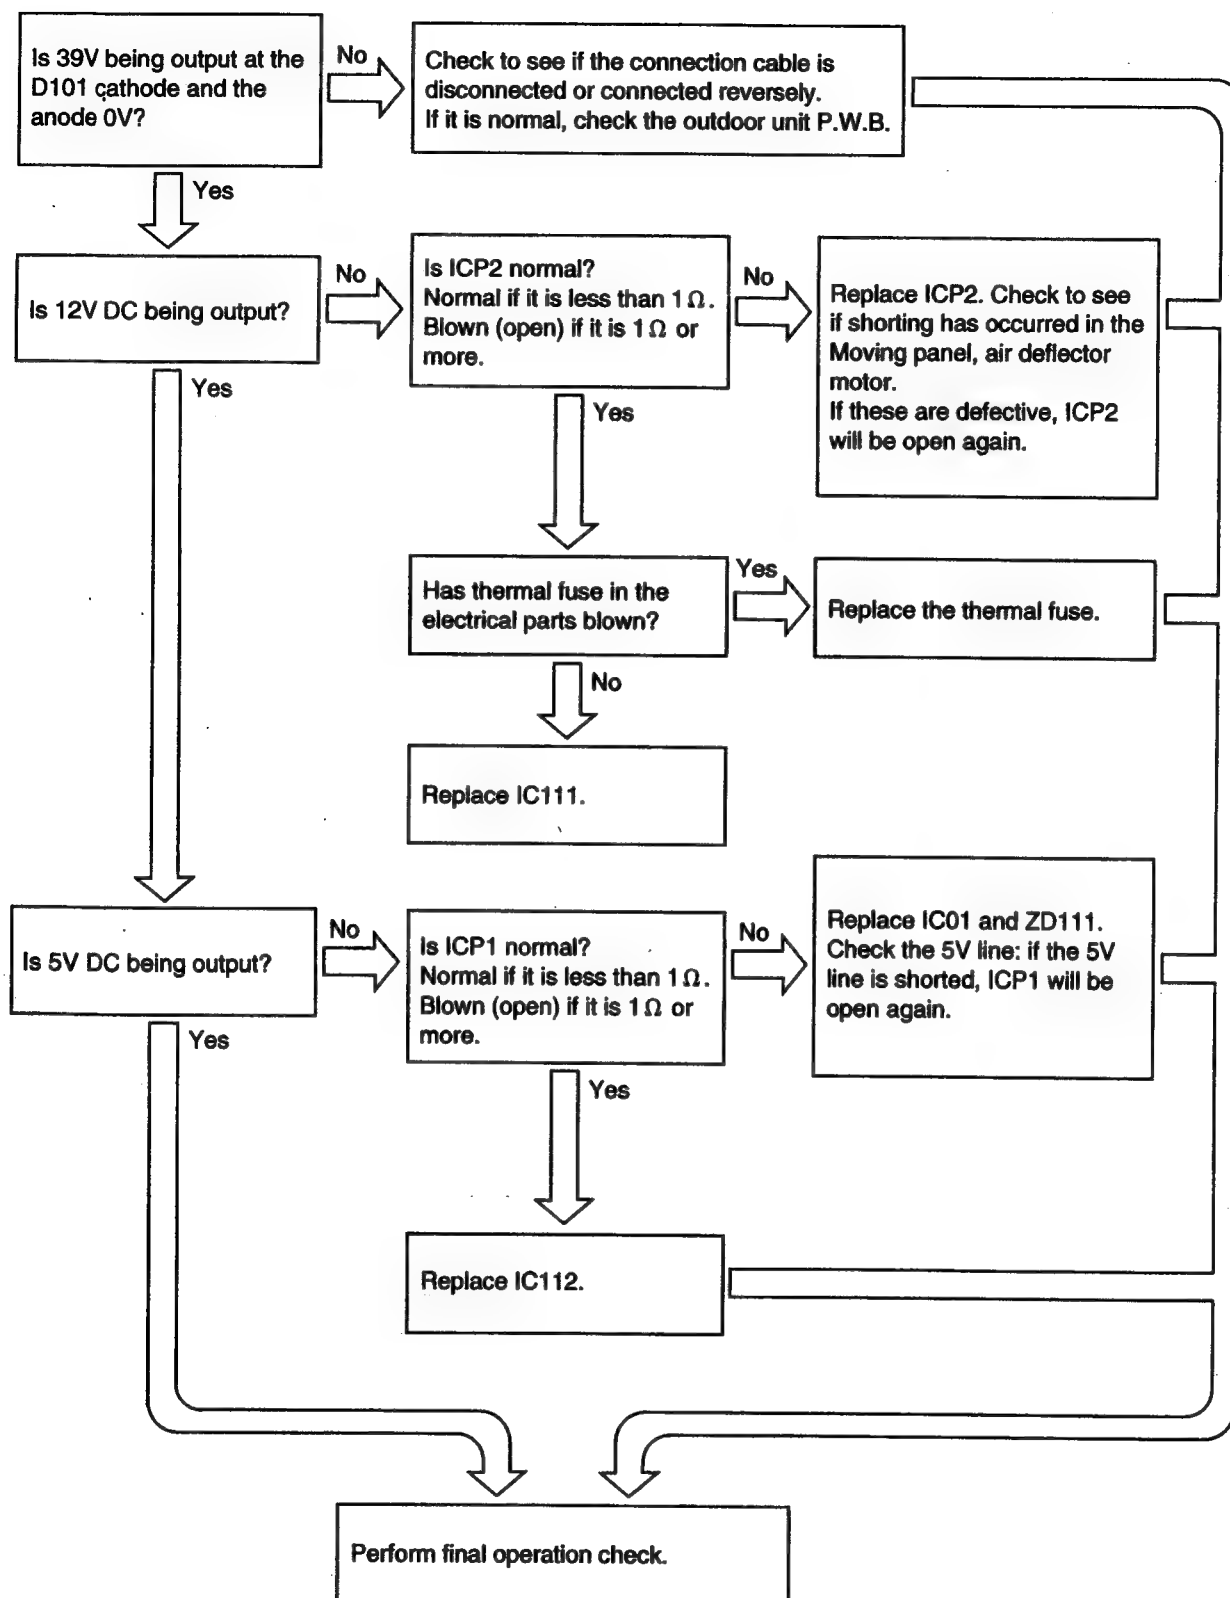 Is 39V being output at the
D101 cathode and the
anode 0V?
No
Check to see if the connection cable is
disconnected or connected reversely.
If it is normal, check the outdoor unit P.W.B.
Yes
Is 12V DC being output?
No
Is ICP2 normal?
Normal if it is less than 1 Ω.
Blown (open) if it is 1 Ω or
more.
No
Replace ICP2. Check to see
if shorting has occurred in the
Moving panel, air deflector
motor.
If these are defective, ICP2
will be open again.
Yes
Yes
Has thermal fuse in the
electrical parts blown?
Yes
Replace the thermal fuse.
No
Replace IC111.
Is 5V DC being output?
No
Is ICP1 normal?
Normal if it is less than 1 Ω.
Blown (open) if it is 1 Ω or
more.
No
Replace IC01 and ZD111.
Check the 5V line: if the 5V
line is shorted, ICP1 will be
open again.
Yes
Yes
Replace IC112.
Perform final operation check.